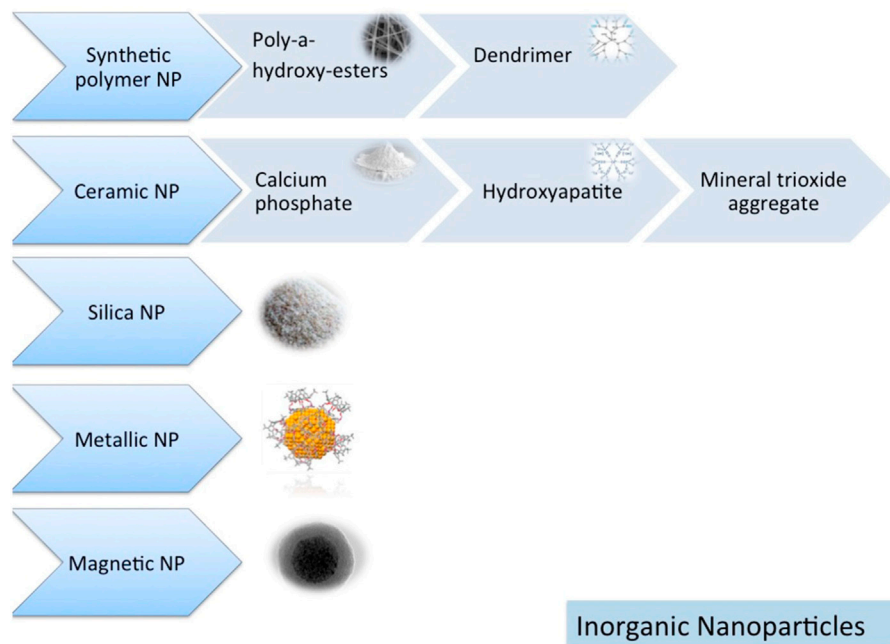 Synthetic
polymer NP
Poly-a-
hydroxy-esters
Dendrimer
Ceramic NP
Calcium
phosphate
Hydroxyapatite
Mineral trioxide
aggregate
Silica NP
Metallic NP
Magnetic NP
Inorganic Nanoparticles